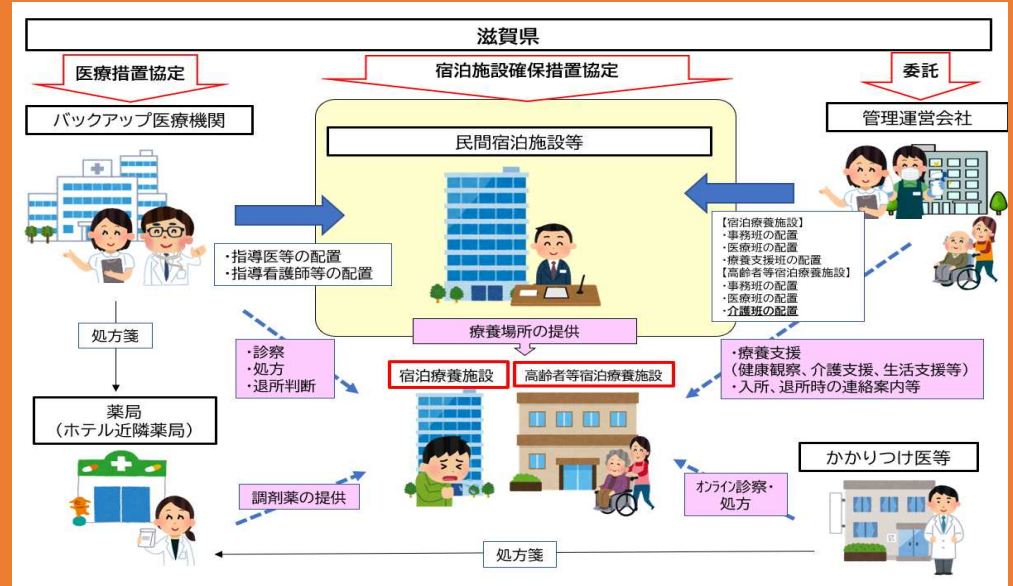 滋賀県
医療措置協定
宿泊施設確保措置協定
委託
バックアップ医療機関
民間宿泊施設等
管理運営会社
・指導医等の配置
・指導看護師等の配置
【宿泊療養施設】
・事務班の配置
・医療班の配置
・療養支援班の配置
【高齢者等宿泊療養施設】
・事務班の配置
・医療班の配置
・介護班の配置
処方箋
療養場所の提供
・診察
・処方
・退所判断
宿泊療養施設
高齢者等宿泊療養施設
・療養支援
（健康観察、介護支援、生活支援等）
・入所、退所時の連絡案内等
薬局
（ホテル近隣薬局）
かかりつけ医等
調剤薬の提供
オンライン診察・
処方
処方箋